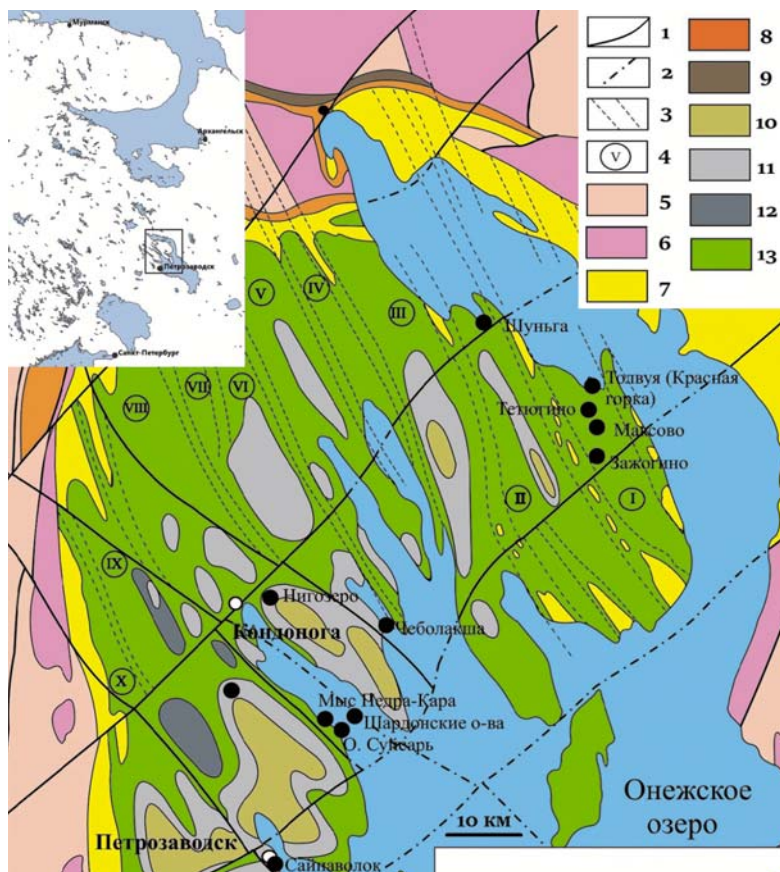 Мурманск
Архангельск
Петрозаводск
Санкт-Петербург
1
2
3
V
4
5
6
7
8
9
10
11
12
13
V
IV
III
Шуньга
VIII
VII
VI
Толвуя (Красная
горка)
Тетюгино
Максово
Зажогино
II
I
IX
Нигозеро
Кондопога
Чеболакша
X
Мыс Педра-Кара
Шардонские о-ва
О. Суйсарь
10 км
Онежское
озеро
Петрозаводск
Сайнаволок